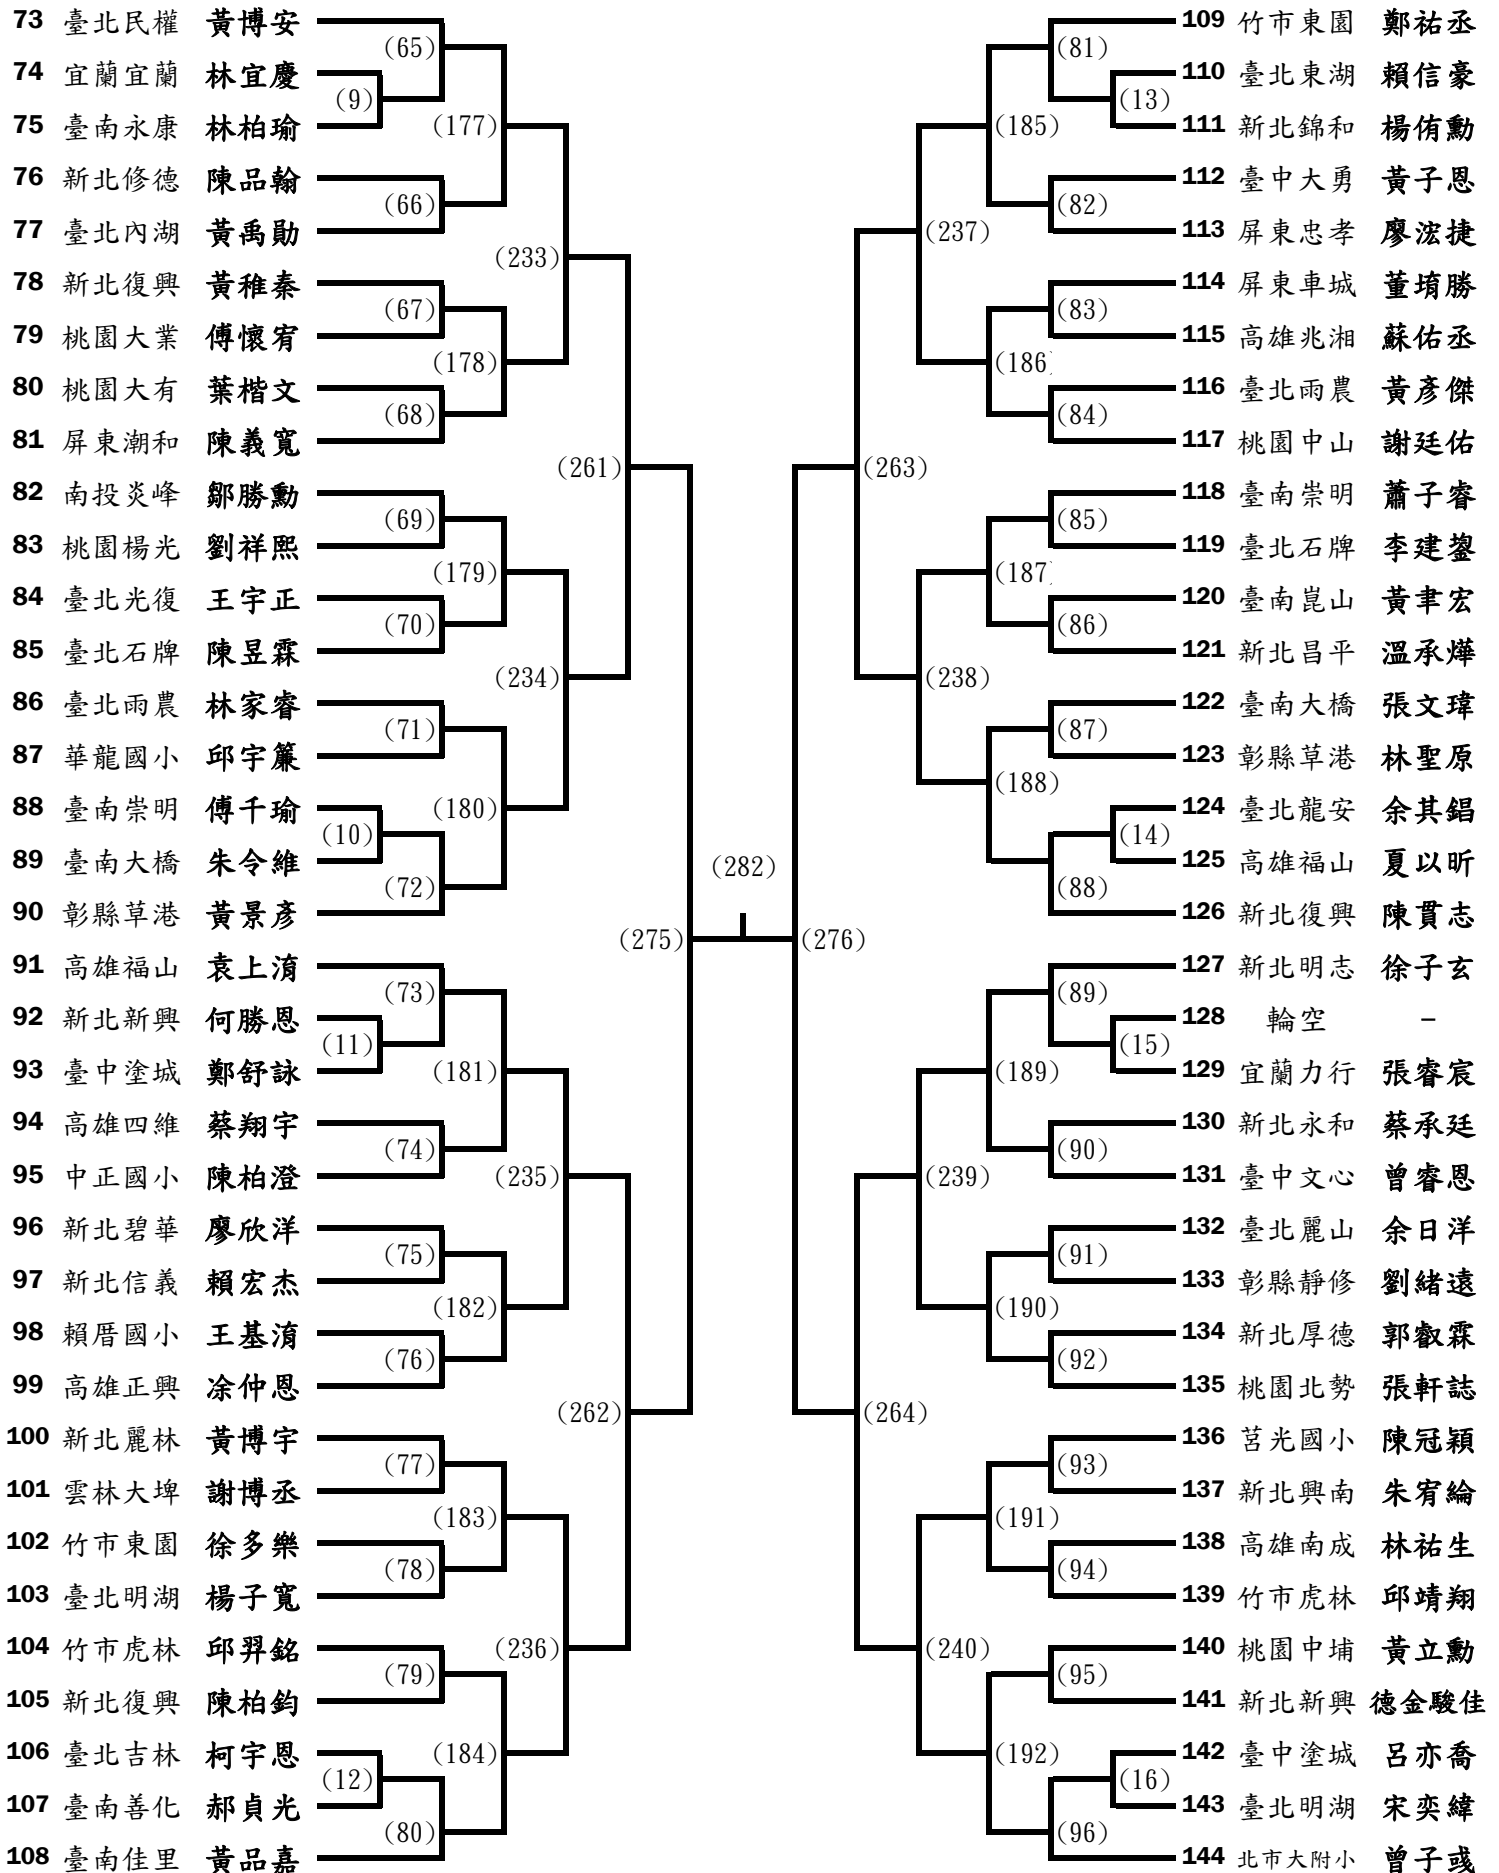 73 臺北民權 黃博安
(65)
74 宜蘭宜蘭 林宜慶
(9)
75 臺南永康 林柏瑜
(177)
76 新北修德 陳品翰
(66)
77 臺北內湖 黃禹勛
(233)
78 新北復興 黃稚秦
(67)
79 桃園大業 傅懷宥
(178)
80 桃園大有 葉楷文
(68)
81 屏東潮和 陳義寬
(261)
82 南投炎峰 鄒勝勳
(69)
83 桃園楊光 劉祥熙
(179)
84 臺北光復 王宇正
(70)
85 臺北石牌 陳昱霖
(234)
86 臺北雨農 林家睿
(71)
87 華龍國小 邱宇簾
88 臺南崇明 傅千瑜
(180)
(10)
89 臺南大橋 朱令維
(72)
90 彰縣草港 黃景彥
(275)
91 高雄福山 袁上淯
(73)
92 新北新興 何勝恩
(11)
93 臺中塗城 鄭舒詠
(181)
94 高雄四維 蔡翔宇
(74)
95 中正國小 陳柏澄
(235)
96 新北碧華 廖欣洋
(75)
97 新北信義 賴宏杰
(182)
98 賴厝國小 王基淯
(76)
99 高雄正興 凃仲恩
(262)
100 新北麗林 黃博宇
(77)
101 雲林大埤 謝博丞
(183)
102 竹市東園 徐多樂
(78)
103 臺北明湖 楊子寬
104 竹市虎林 邱羿銘
(236)
(79)
105 新北復興 陳柏鈞
106 臺北吉林 柯宇恩
(184)
(12)
107 臺南善化 郝貞光
(80)
108 臺南佳里 黃品嘉
(282)
109 竹市東園 鄭祐丞
(81)
110 臺北東湖 賴信豪
(13)
111 新北錦和 楊侑勳
(185)
112 臺中大勇 黃子恩
(82)
113 屏東忠孝 廖浤捷
(237)
114 屏東車城 董堉勝
(83)
115 高雄兆湘 蘇佑丞
(186)
116 臺北雨農 黃彥傑
(84)
117 桃園中山 謝廷佑
(263)
118 臺南崇明 蕭子睿
(85)
119 臺北石牌 李建鋆
(187)
120 臺南崑山 黃聿宏
(86)
121 新北昌平 溫承燁
(238)
122 臺南大橋 張文瑋
(87)
123 彰縣草港 林聖原
(188)
124 臺北龍安 余其錩
(14)
125 高雄福山 夏以昕
(88)
126 新北復興 陳貫志
(276)
127 新北明志 徐子玄
(89)
128 輪空 –
(15)
129 宜蘭力行 張睿宸
(189)
130 新北永和 蔡承廷
(90)
131 臺中文心 曾睿恩
(239)
132 臺北麗山 余日洋
(91)
133 彰縣靜修 劉緒遠
(190)
134 新北厚德 郭叡霖
(92)
135 桃園北勢 張軒誌
(264)
136 莒光國小 陳冠穎
(93)
137 新北興南 朱宥綸
(191)
138 高雄南成 林祐生
(94)
139 竹市虎林 邱靖翔
140 桃園中埔 黃立勳
(240)
(95)
141 新北新興 德金駿佳
142 臺中塗城 呂亦喬
(192)
(16)
143 臺北明湖 宋奕緯
(96)
144 北市大附小 曾子彧